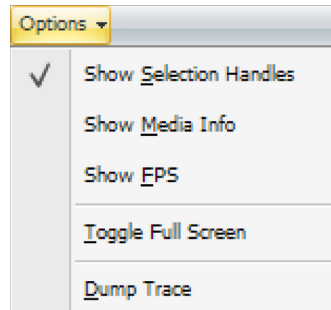 Options
Show Selection Handles
Show Media Info
Show FPS
Toggle Full Screen
Dump Trace